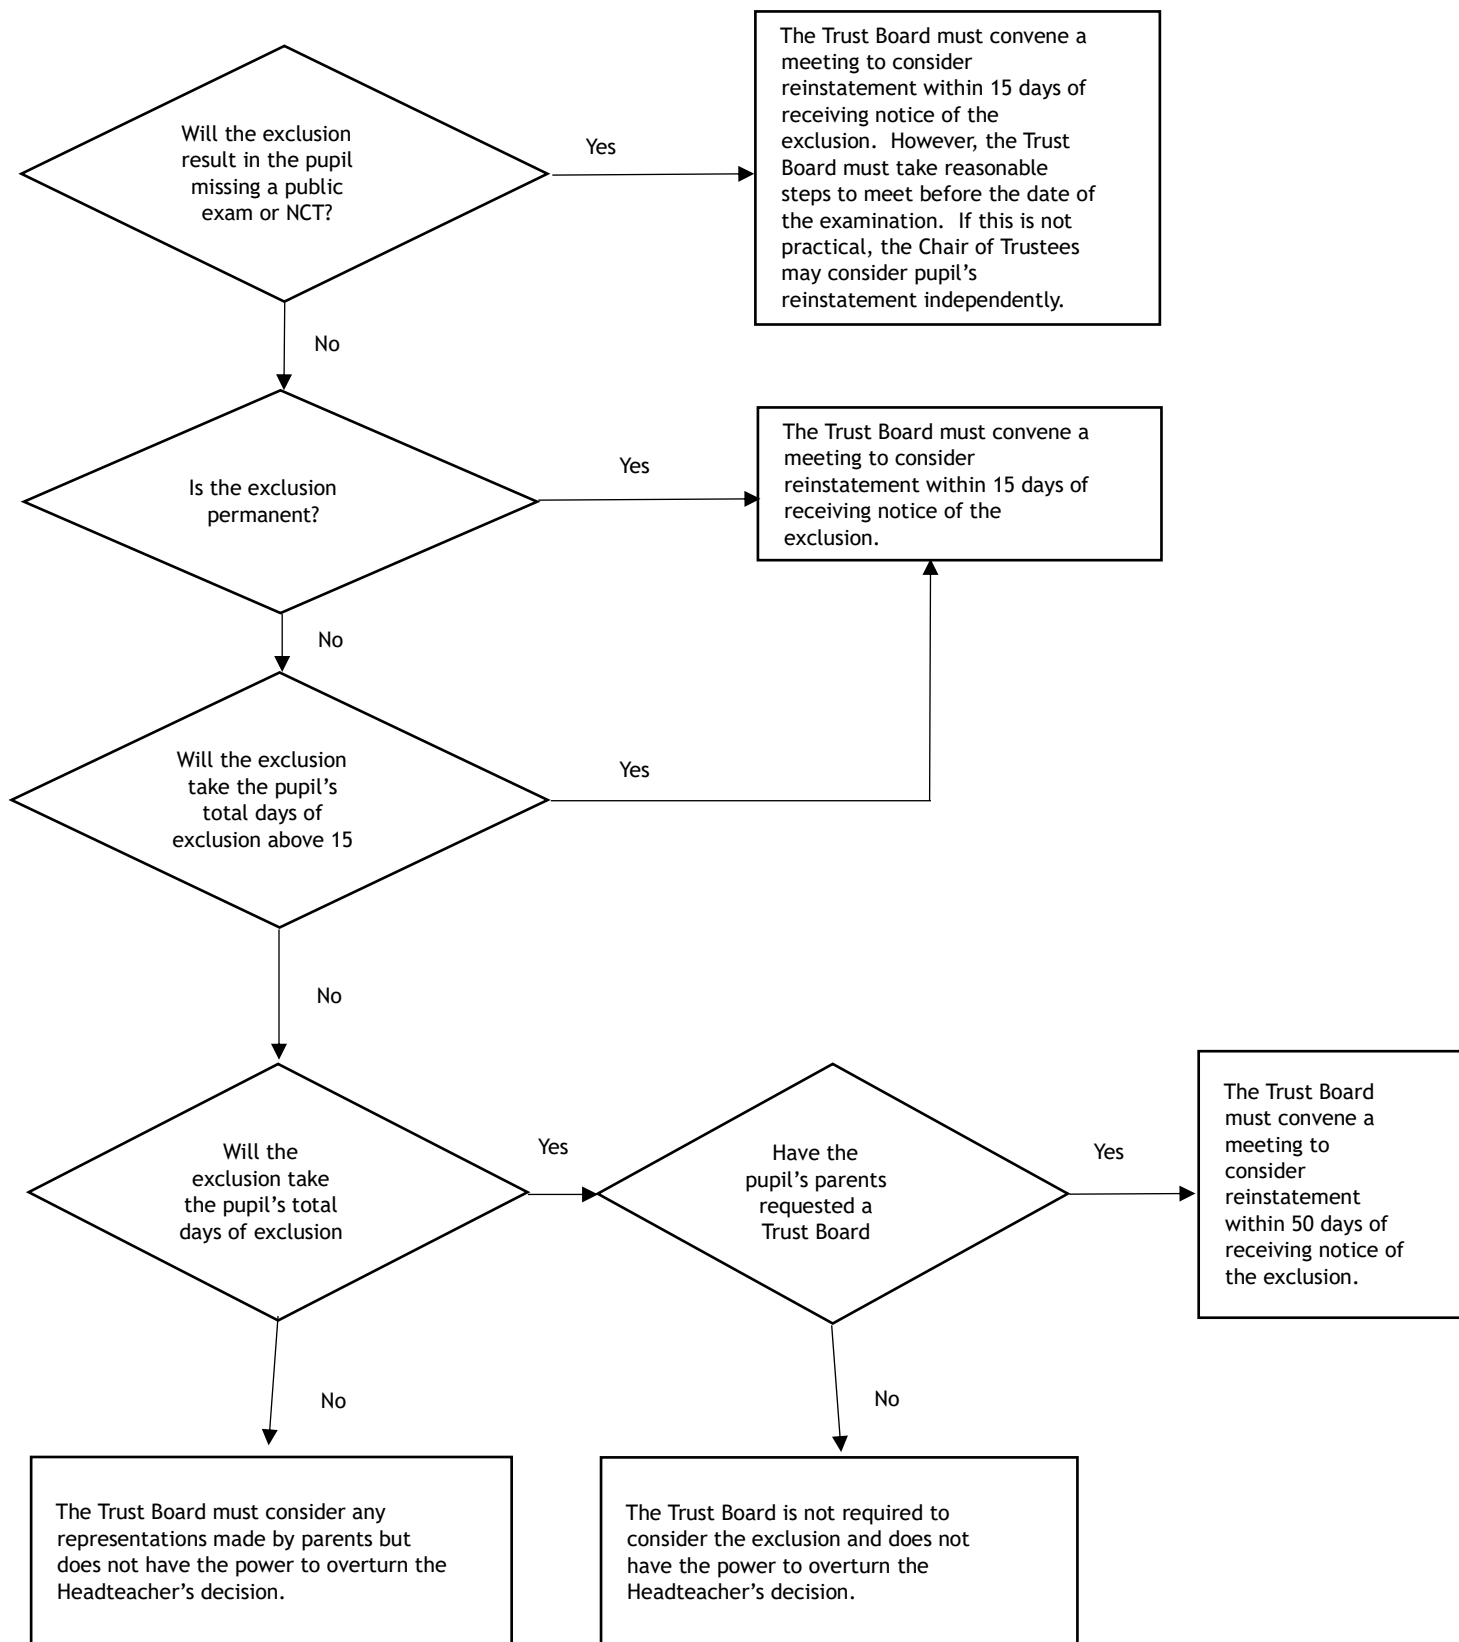 The Trust Board must convene a
meeting to consider
reinstatement within 15 days of
receiving notice of the
exclusion.  However, the Trust
Board must take reasonable
steps to meet before the date of
the examination.  If this is not
practical, the Chair of Trustees
may consider pupil’s
reinstatement independently.
Will the exclusion
result in the pupil
missing a public
exam or NCT?
Yes
No
The Trust Board must convene a
meeting to consider
reinstatement within 15 days of
receiving notice of the
exclusion.
Is the exclusion
permanent?
Yes
No
Will the exclusion
take the pupil’s
total days of
exclusion above 15
Yes
No
Will the
exclusion take
the pupil’s total
days of exclusion
Yes
Have the
pupil’s parents
requested a
Trust Board
Yes
The Trust Board
must convene a
meeting to
consider
reinstatement
within 50 days of
receiving notice of
the exclusion.
No
No
The Trust Board must consider any
representations made by parents but
does not have the power to overturn the
Headteacher’s decision.
The Trust Board is not required to
consider the exclusion and does not
have the power to overturn the
Headteacher’s decision.